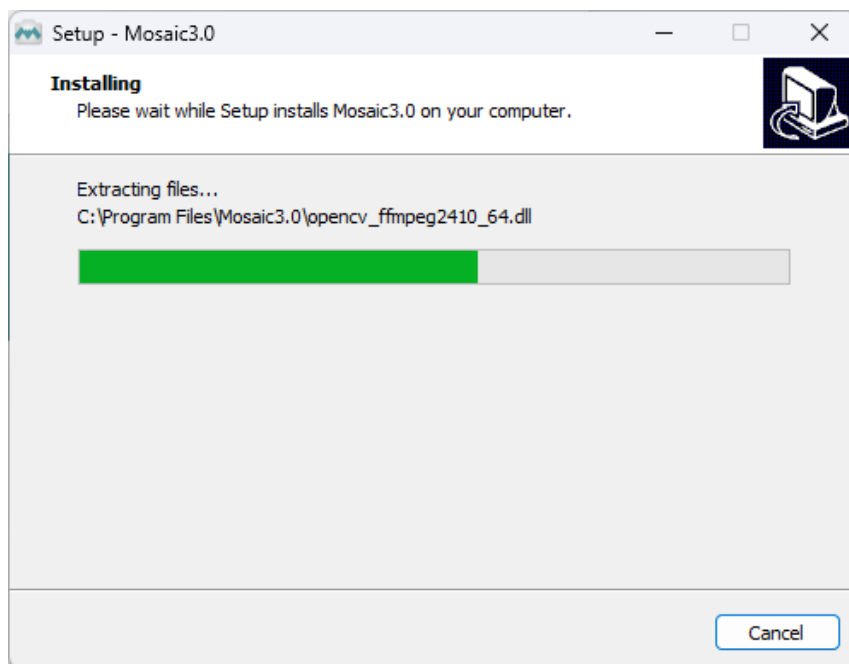 Setup - Mosaic3.0
Installing
Please wait while Setup installs Mosaic3.0 on your computer.
Extracting files...
C:\Program Files\Mosaic3.0\opencv_ffmpeg2410_64.dll
Cancel